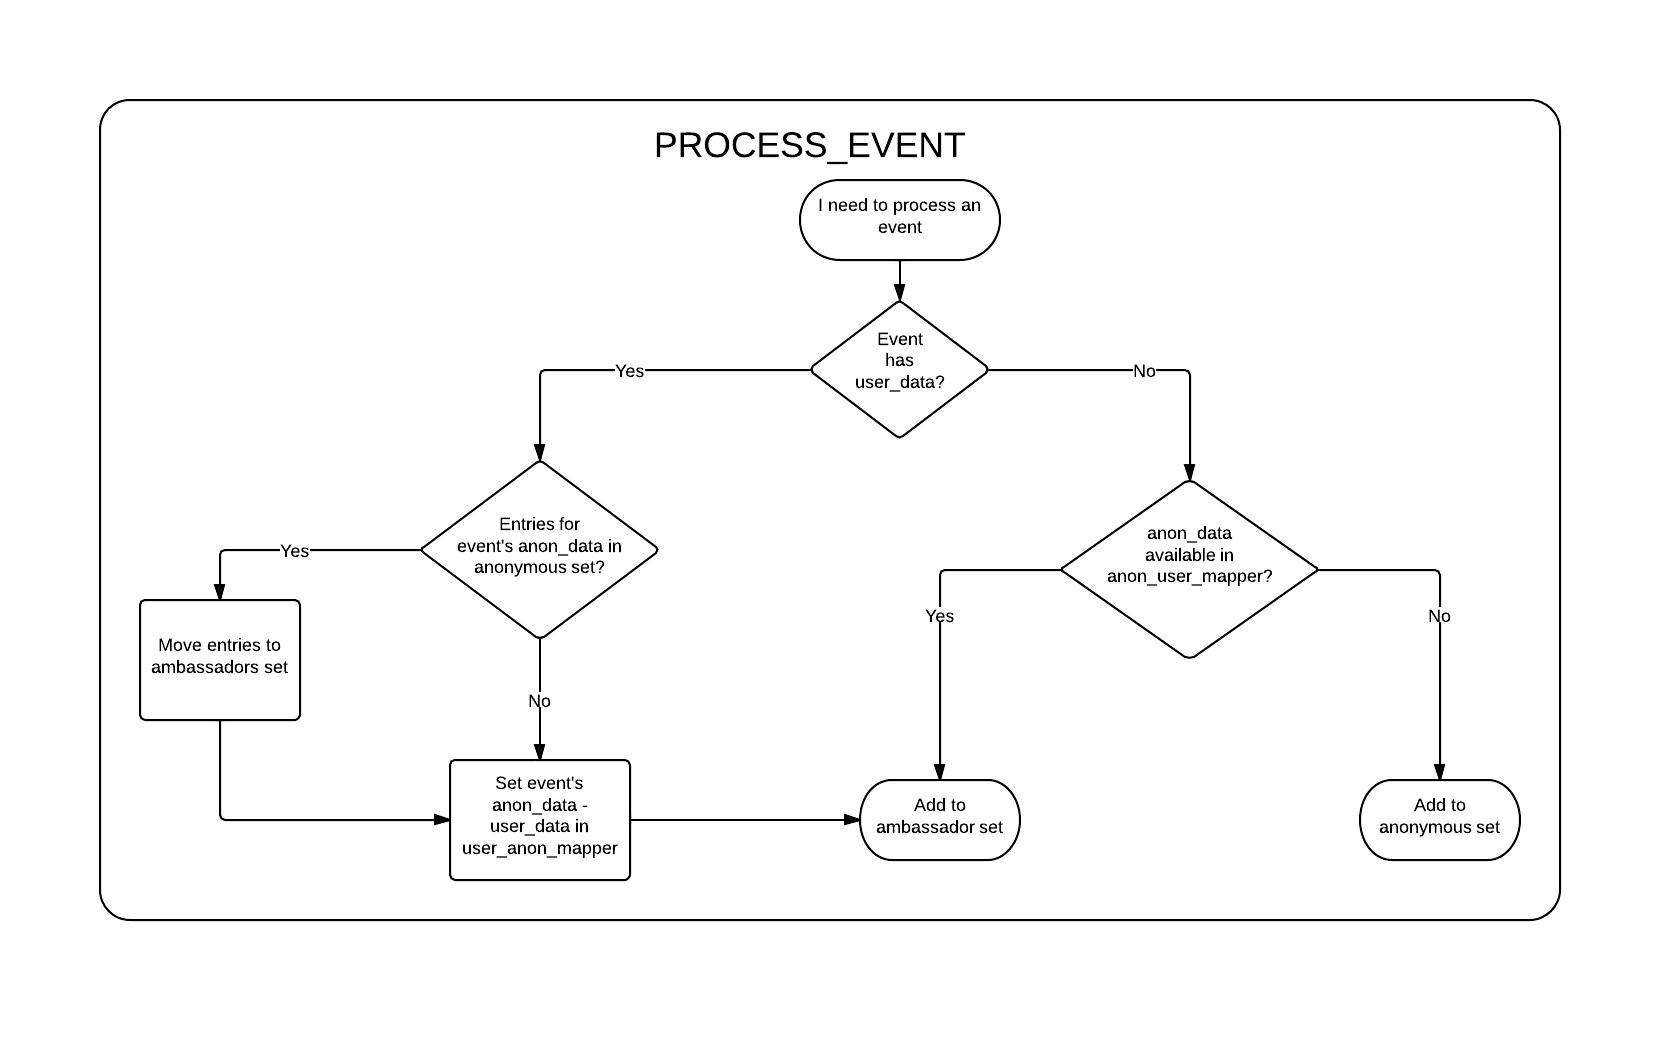 PROCESS_EVENT
I need to process an
event
Event
has
user_data?
Yes
No
Entries for
event's anon_data in
anonymous set?
anon_data
available in
anon_user_mapper?
Yes
Yes
No
Move entries to
ambassadors set
No
Set event's
anon_data -
user_data in
user_anon_mapper
Add to
ambassador set
Add to
anonymous set